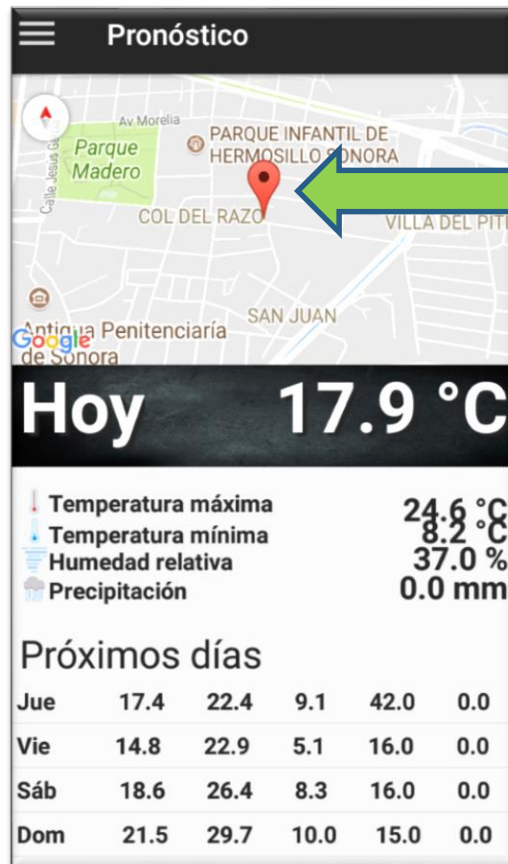 Pronóstico
Av Morelia
Calle Jesus
Parque Madero
PARQUE INFANTIL DE
HERMOSILLO SONORA
COL DEL RAZO
VILLA DEL PITI
SAN JUAN
Antigua Penitenciaría
de Sonora
Google
Hoy 17.9 °C
Temperatura máxima 24.6 °C
Temperatura mínima 8.2 °C
Humedad relativa 37.0 %
Precipitación 0.0 mm
Próximos días
Jue 17.4 22.4 9.1 42.0 0.0
Vie 14.8 22.9 5.1 16.0 0.0
Sáb 18.6 26.4 8.3 16.0 0.0
Dom 21.5 29.7 10.0 15.0 0.0